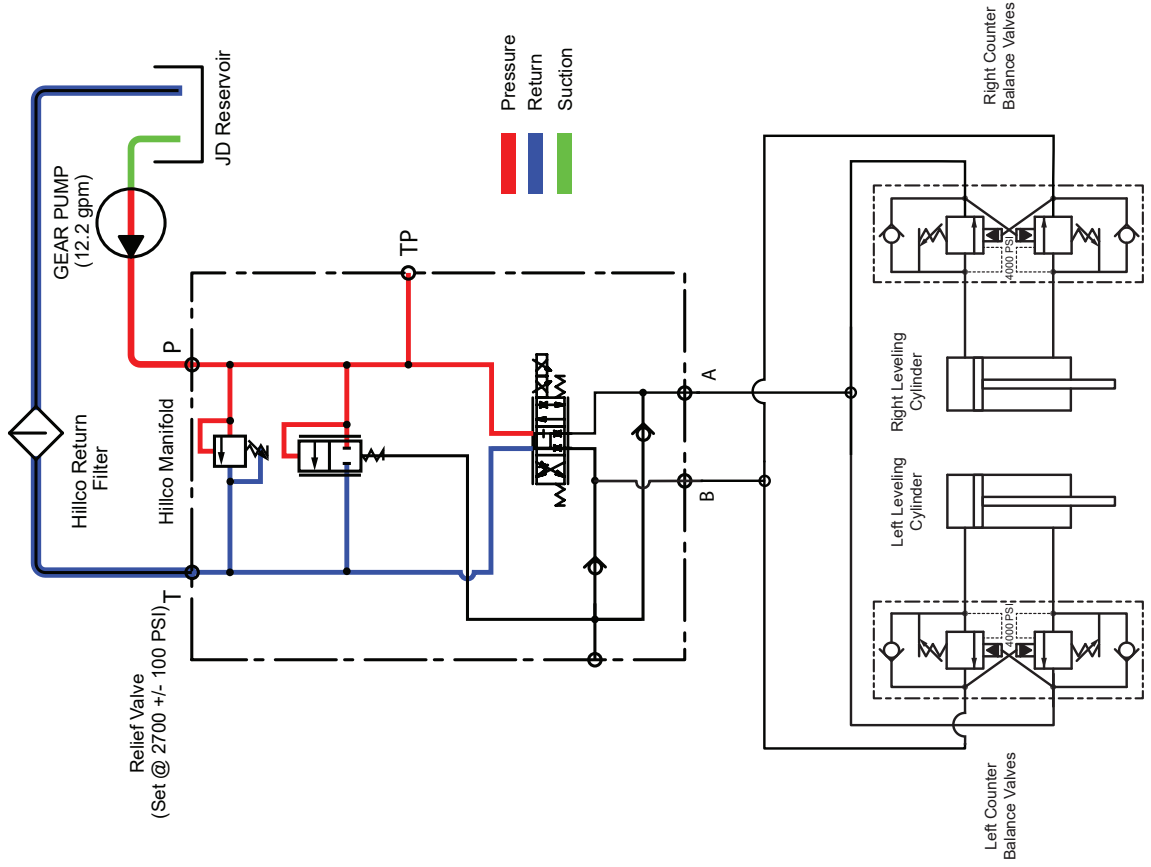 JD Reservoir
GEAR PUMP
(12.2 gpm)
Hillco Return
Filter
Pressure
Return
Suction
Hillco Manifold
P
T
TP
Relief Valve
(Set @ 2700 +/- 100 PSI)
A
B
Right Counter
Balance Valves
4000 PSI
Right Leveling
Cylinder
Left Leveling
Cylinder
4000 PSI
Left Counter
Balance Valves